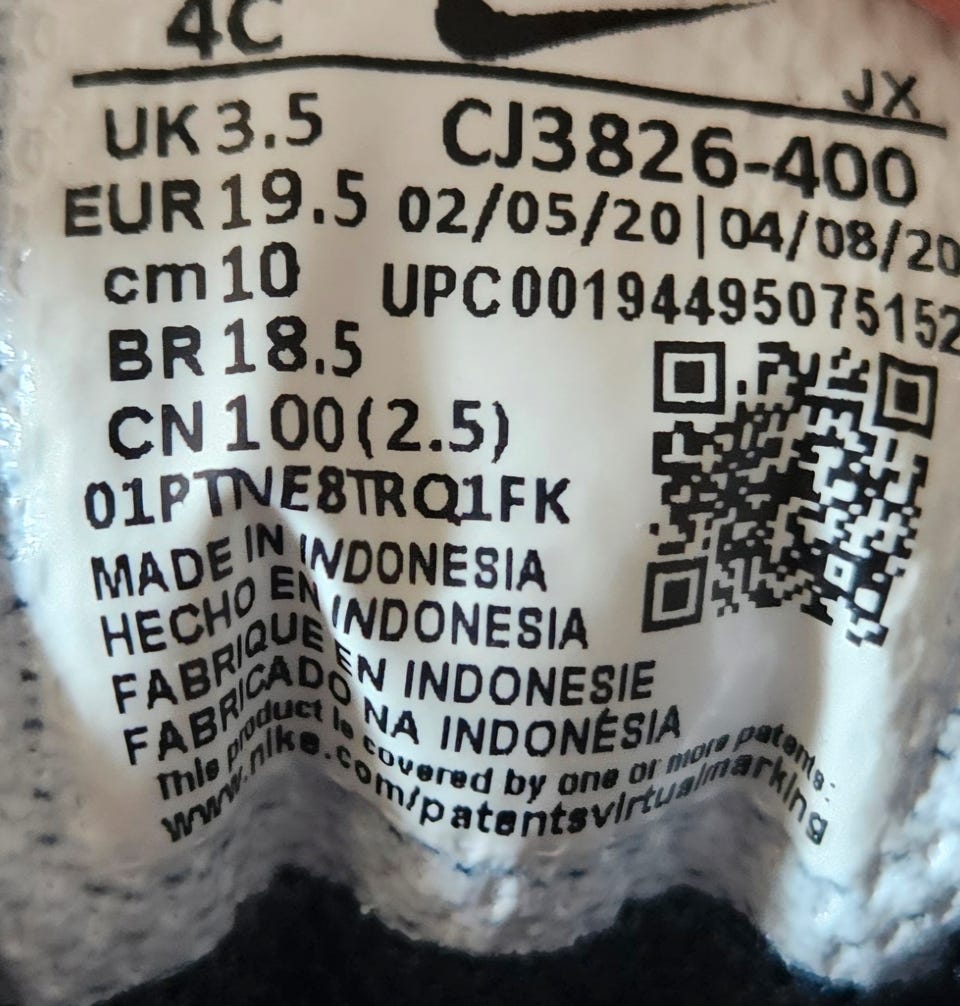 4C
JX
UK 3.5
CJ3826-400
EUR 19.5
02/05/20 | 04/08/20
cm 10
UPC 00194495075152
BR 18.5
CN 100(2.5)
01PTNE8TRQ1FK
MADE IN INDONESIA
HECHO EN INDONESIA
FABRIQUE EN INDONESIE
FABRICADO NA INDONÉSIA
This product is covered by one or more patents:
www.nike.com/patentsvirtualmarking